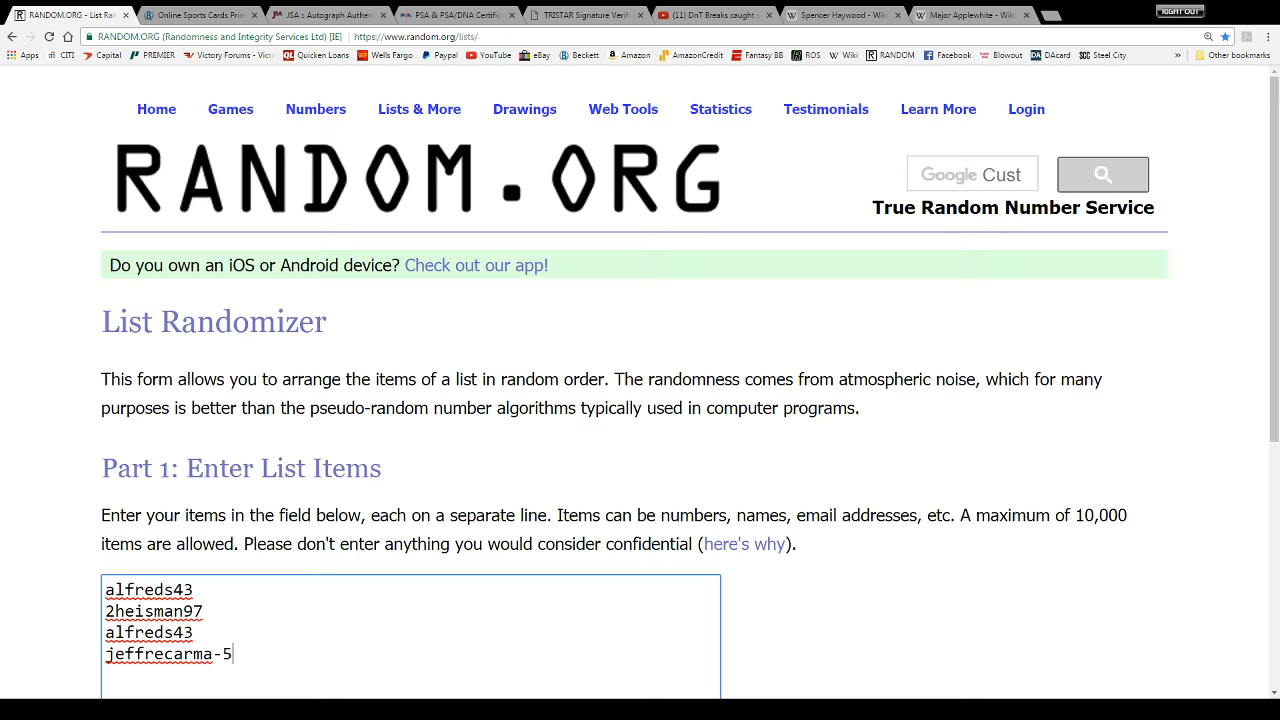 RANDOM.ORG - List Ran
Online Sports Cards Pric
JSA :: Autograph Authent
PSA & PSA/DNA Certific
TRISTAR Signature Verifi
(11) DnT Breaks caught s
Spencer Haywood - Wiki
Major Applewhite - Wiki
RIGHT OUT
RANDOM.ORG (Randomness and Integrity Services Ltd) [IE] https://www.random.org/lists/
Apps CITI Capital PREMIER Victory Forums - Victo Quicken Loans Wells Fargo Paypal YouTube eBay Beckett Amazon AmazonCredit Fantasy BB ROS Wiki RANDOM Facebook Blowout DAcard Steel City » Other bookmarks
Home Games Numbers Lists & More Drawings Web Tools Statistics Testimonials Learn More Login
RANDOM.ORG
Google Cust
True Random Number Service
Do you own an iOS or Android device? Check out our app!
List Randomizer
This form allows you to arrange the items of a list in random order. The randomness comes from atmospheric noise, which for many
purposes is better than the pseudo-random number algorithms typically used in computer programs.
Part 1: Enter List Items
Enter your items in the field below, each on a separate line. Items can be numbers, names, email addresses, etc. A maximum of 10,000
items are allowed. Please don't enter anything you would consider confidential (here's why).
alfreds43
2heisman97
alfreds43
jeffrecarma-5